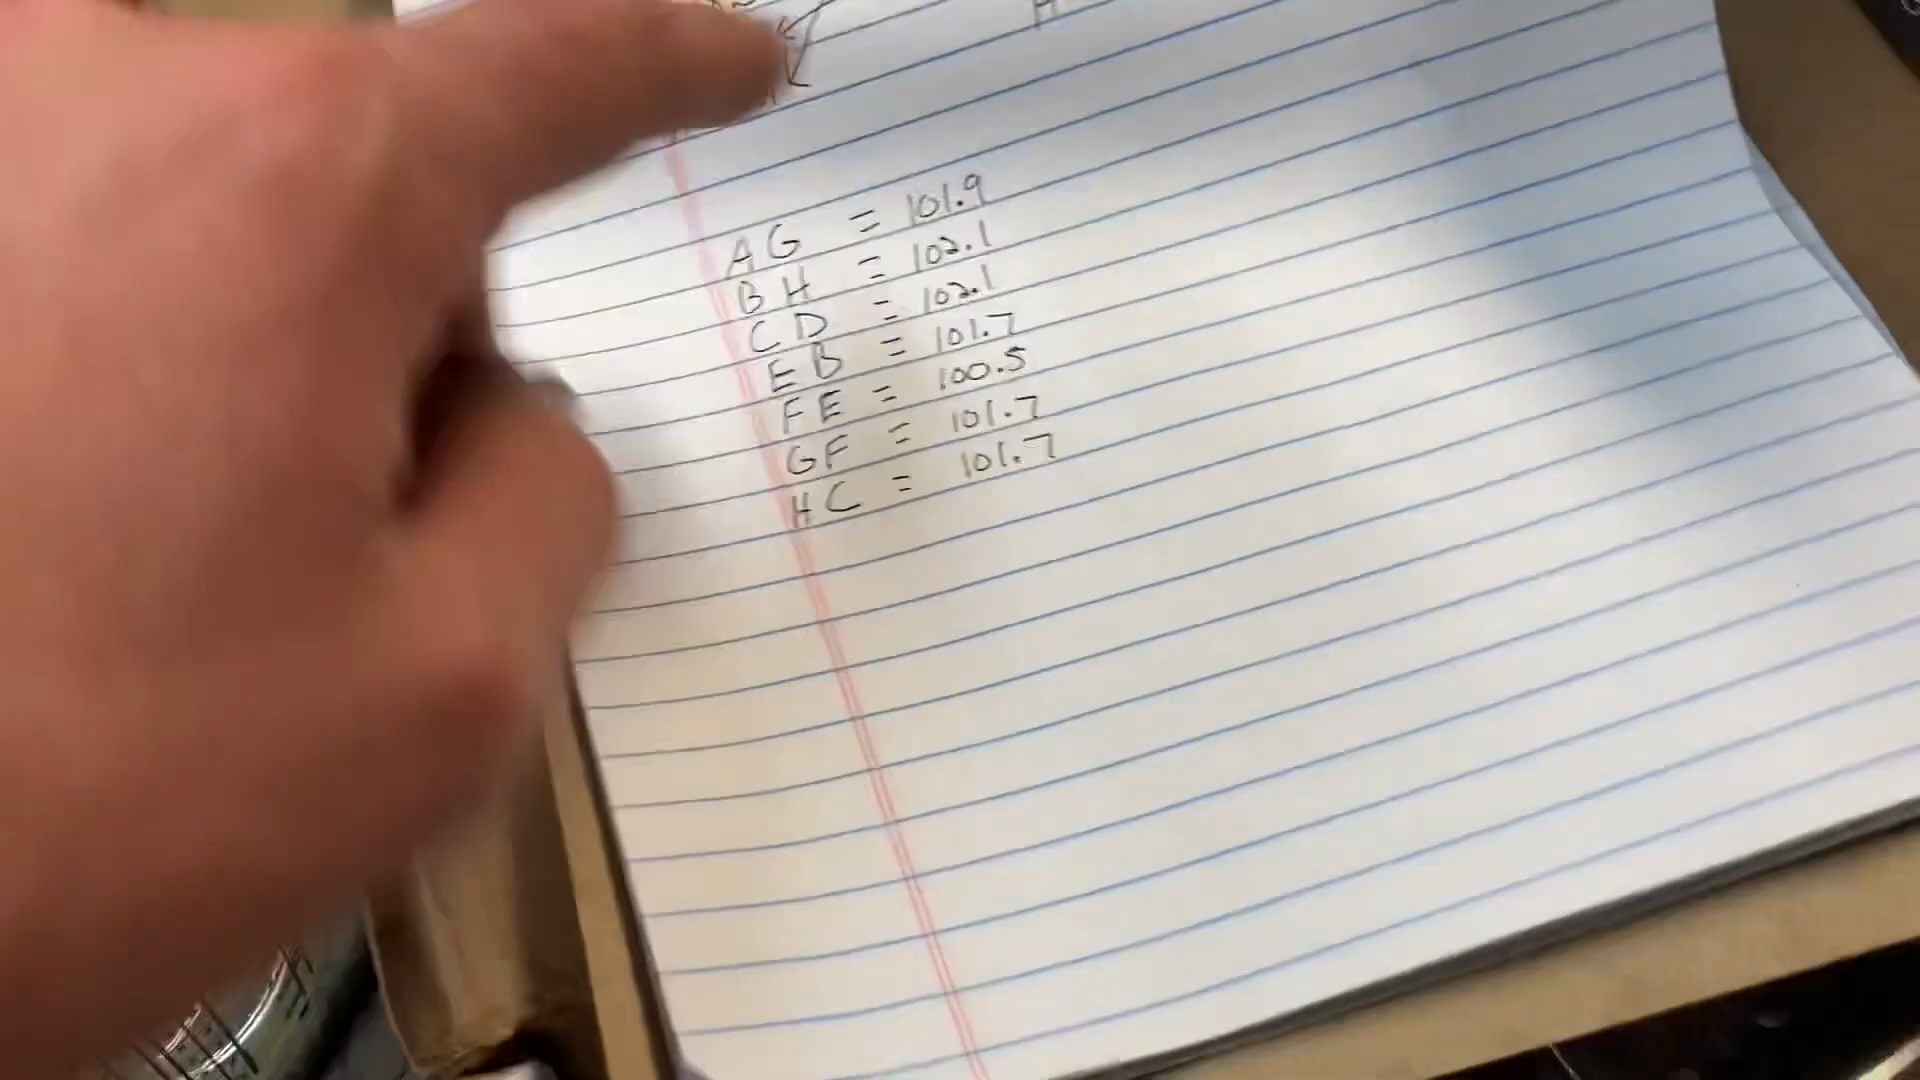 AG = 101.9
BH = 102.1
CD = 102.1
EB = 101.7
FE = 100.5
GF = 101.7
HC = 101.7